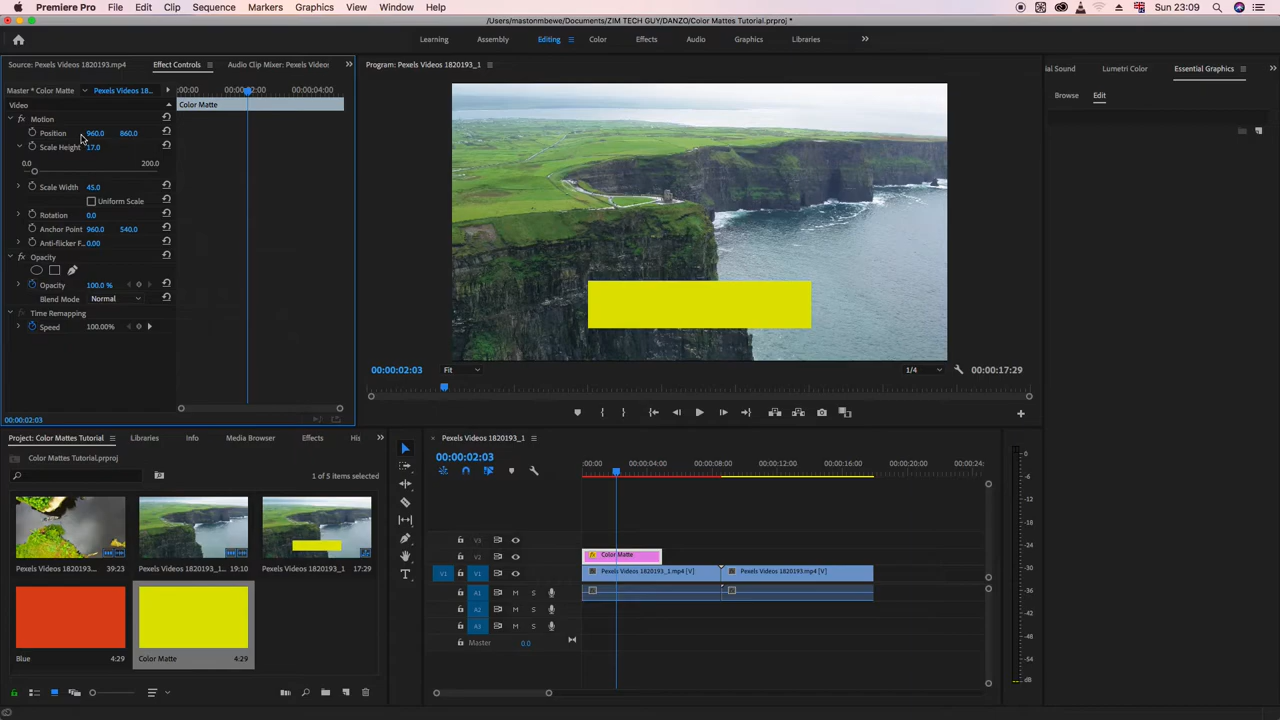 Premiere Pro File Edit Clip Sequence Markers Graphics View Window Help Sun 23:09
/Users/mastonmbewe/Documents/ZIM TECH GUY/DANZO/Color Mattes Tutorial.prproj *
Learning Assembly Editing Color Effects Audio Graphics Libraries
Source: Pexels Videos 1820193.mp4 Effect Controls Audio Clip Mixer: Pexels Videos
Program: Pexels Videos 1820193_1
ial Sound Lumetri Color Essential Graphics
Master * Color Matte Pexels Videos 18201...
:00:00 00:00:02:00 00:00:04:00
Browse Edit
Video
Color Matte
Motion
Position 960.0 860.0
Scale Height 17.0
0.0 200.0
Scale Width 45.0
Uniform Scale
Rotation 0.0
Anchor Point 960.0 540.0
Anti-flicker F... 0.00
Opacity
Opacity 100.0 %
Blend Mode Normal
Time Remapping
Speed 100.00%
00:00:02:03
00:00:02:03 Fit 1/4 00:00:17:29
Project: Color Mattes Tutorial Libraries Info Media Browser Effects His
Color Mattes Tutorial.prproj
1 of 5 items selected
Pexels Videos 1820193.... 39:23
Pexels Videos 1820193_1... 19:10
Pexels Videos 1820193_1 17:29
Blue 4:29
Color Matte 4:29
Pexels Videos 1820193_1
00:00:02:03
:00:00 00:00:04:00 00:00:08:00 00:00:12:00 00:00:16:00 00:00:20:00 00:00:24:
V3
V2 Color Matte
V1 V1 Pexels Videos 1820193_1.mp4 [V] Pexels Videos 1820193.mp4 [V]
A1 M S
A2 M S
A3 M S
Master 0.0
0
-6
-12
-18
-24
-30
-36
-42
-48
-54
dB